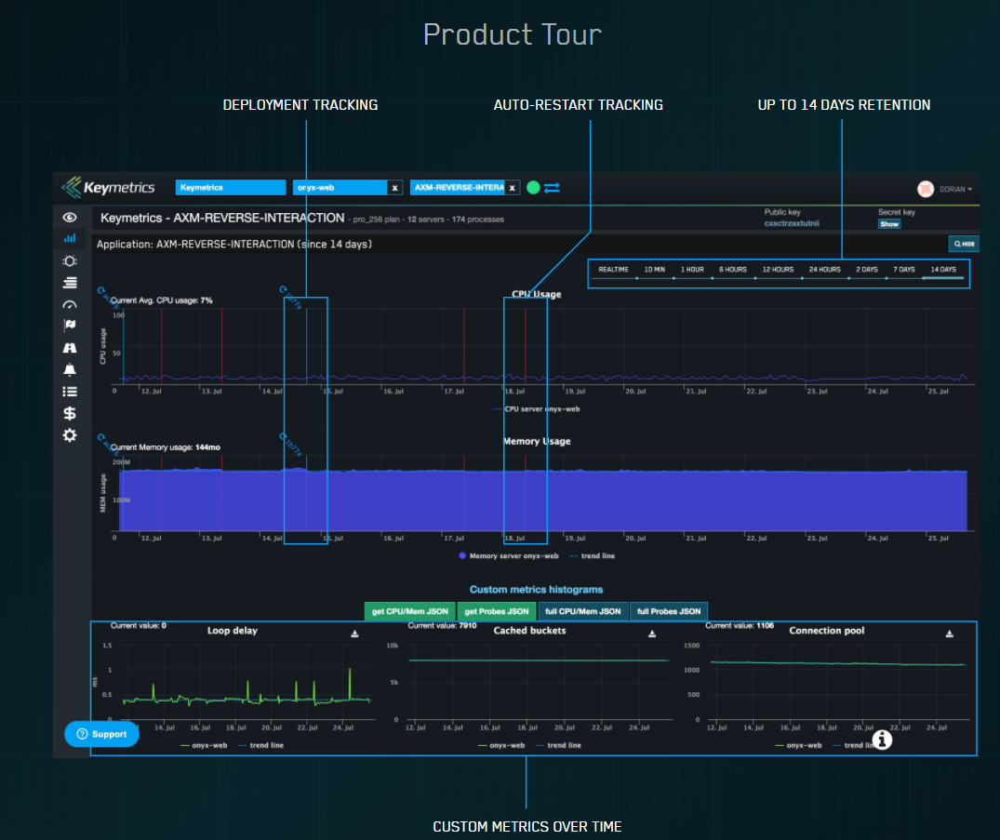 Product Tour
DEPLOYMENT TRACKING
AUTO-RESTART TRACKING
UP TO 14 DAYS RETENTION
Keymetrics
Keymetrics
onyx-web x
AXM-REVERSE-INTERA x
DORIAN
Keymetrics - AXM-REVERSE-INTERACTION - pro_256 plan - 12 servers - 174 processes
Public key
cxsctrzaxtutnii
Secret key
Show
Application: AXM-REVERSE-INTERACTION (since 14 days)
HIDE
REALTIME 10 MIN 1 HOUR 6 HOURS 12 HOURS 24 HOURS 2 DAYS 7 DAYS 14 DAYS
CPU Usage
Current Avg. CPU usage: 7%
1b77a
CPU usage
100
50
0
12. Jul 13. Jul 14. Jul 15. Jul 16. Jul 17. Jul 18. Jul 19. Jul 20. Jul 21. Jul 22. Jul 23. Jul 24. Jul 25. Jul
CPU server onyx-web
Memory Usage
Current Memory usage: 144mo
1b77a
MEM usage
200M
100M
0
12. Jul 13. Jul 14. Jul 15. Jul 16. Jul 17. Jul 18. Jul 19. Jul 20. Jul 21. Jul 22. Jul 23. Jul 24. Jul 25. Jul
Memory server onyx-web trend line
Custom metrics histograms
get CPU/Mem JSON get Probes JSON full CPU/Mem JSON full Probes JSON
Current value: 0
Loop delay
ms
1.5
1
0.5
0
14. Jul 16. Jul 18. Jul 20. Jul 22. Jul 24. Jul
onyx-web trend line
Current value: 7910
Cached buckets
10k
5k
0
12. Jul 14. Jul 16. Jul 18. Jul 20. Jul 22. Jul 24. Jul
onyx-web trend line
Current value: 1106
Connection pool
1500
1000
500
0
12. Jul 14. Jul 16. Jul 18. Jul 20. Jul 22. Jul 24. Jul
onyx-web trend lin
Support
CUSTOM METRICS OVER TIME